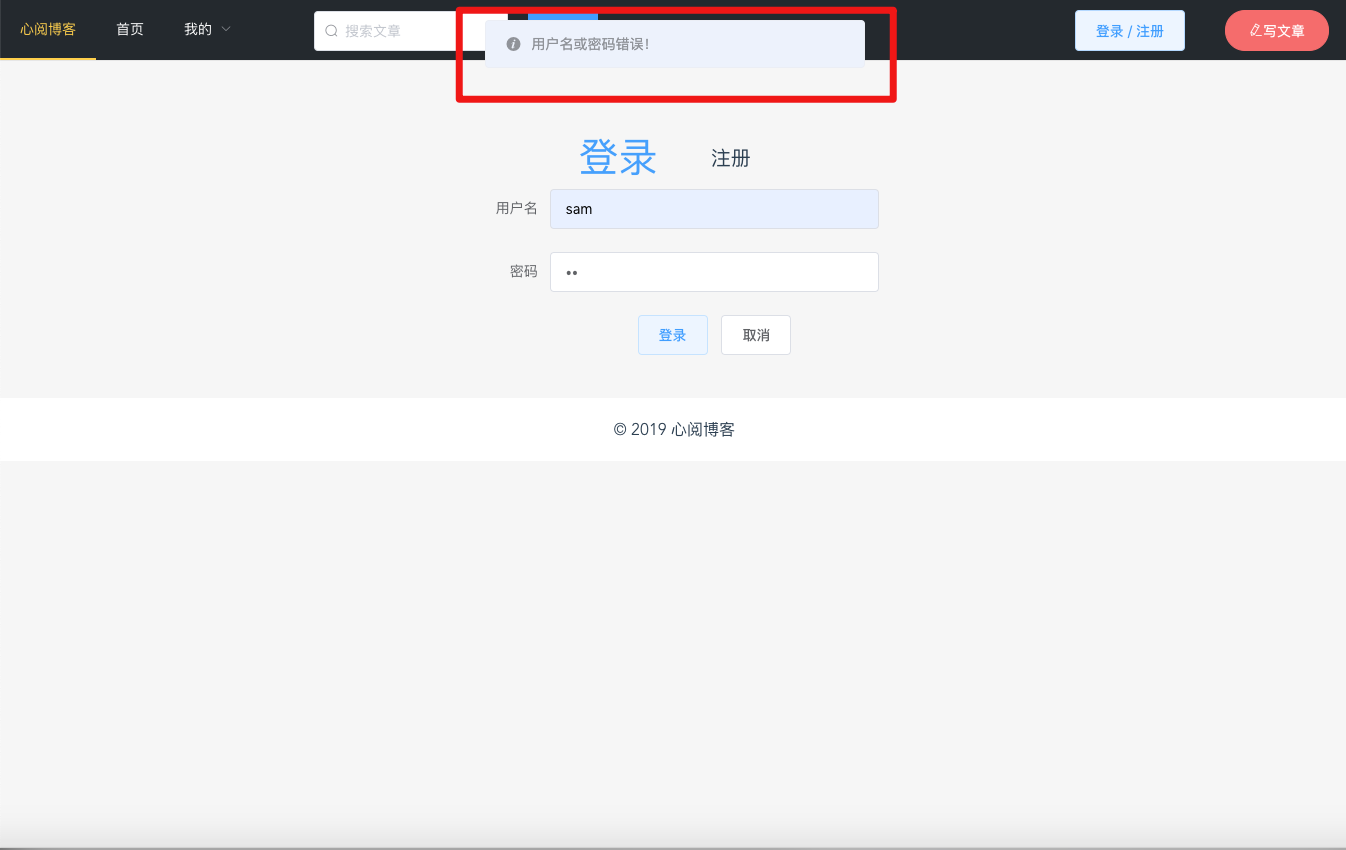 心阅博客 首页 我的 搜索文章 登录 / 注册 写文章
用户名或密码错误!
登录 注册
用户名 sam
密码 ••
登录 取消
© 2019 心阅博客